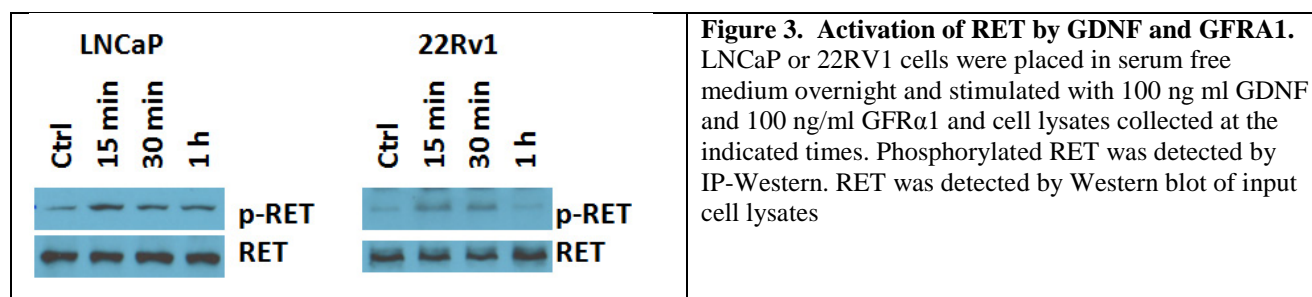 LNCaP
22Rv1
Ctrl
15 min
30 min
1 h
Ctrl
15 min
30 min
1 h
p-RET
RET
p-RET
RET
Figure 3.  Activation of RET by GDNF and GFRA1.
LNCaP or 22RV1 cells were placed in serum free
medium overnight and stimulated with 100 ng ml GDNF
and 100 ng/ml GFRα1 and cell lysates collected at the
indicated times. Phosphorylated RET was detected by
IP-Western. RET was detected by Western blot of input
cell lysates